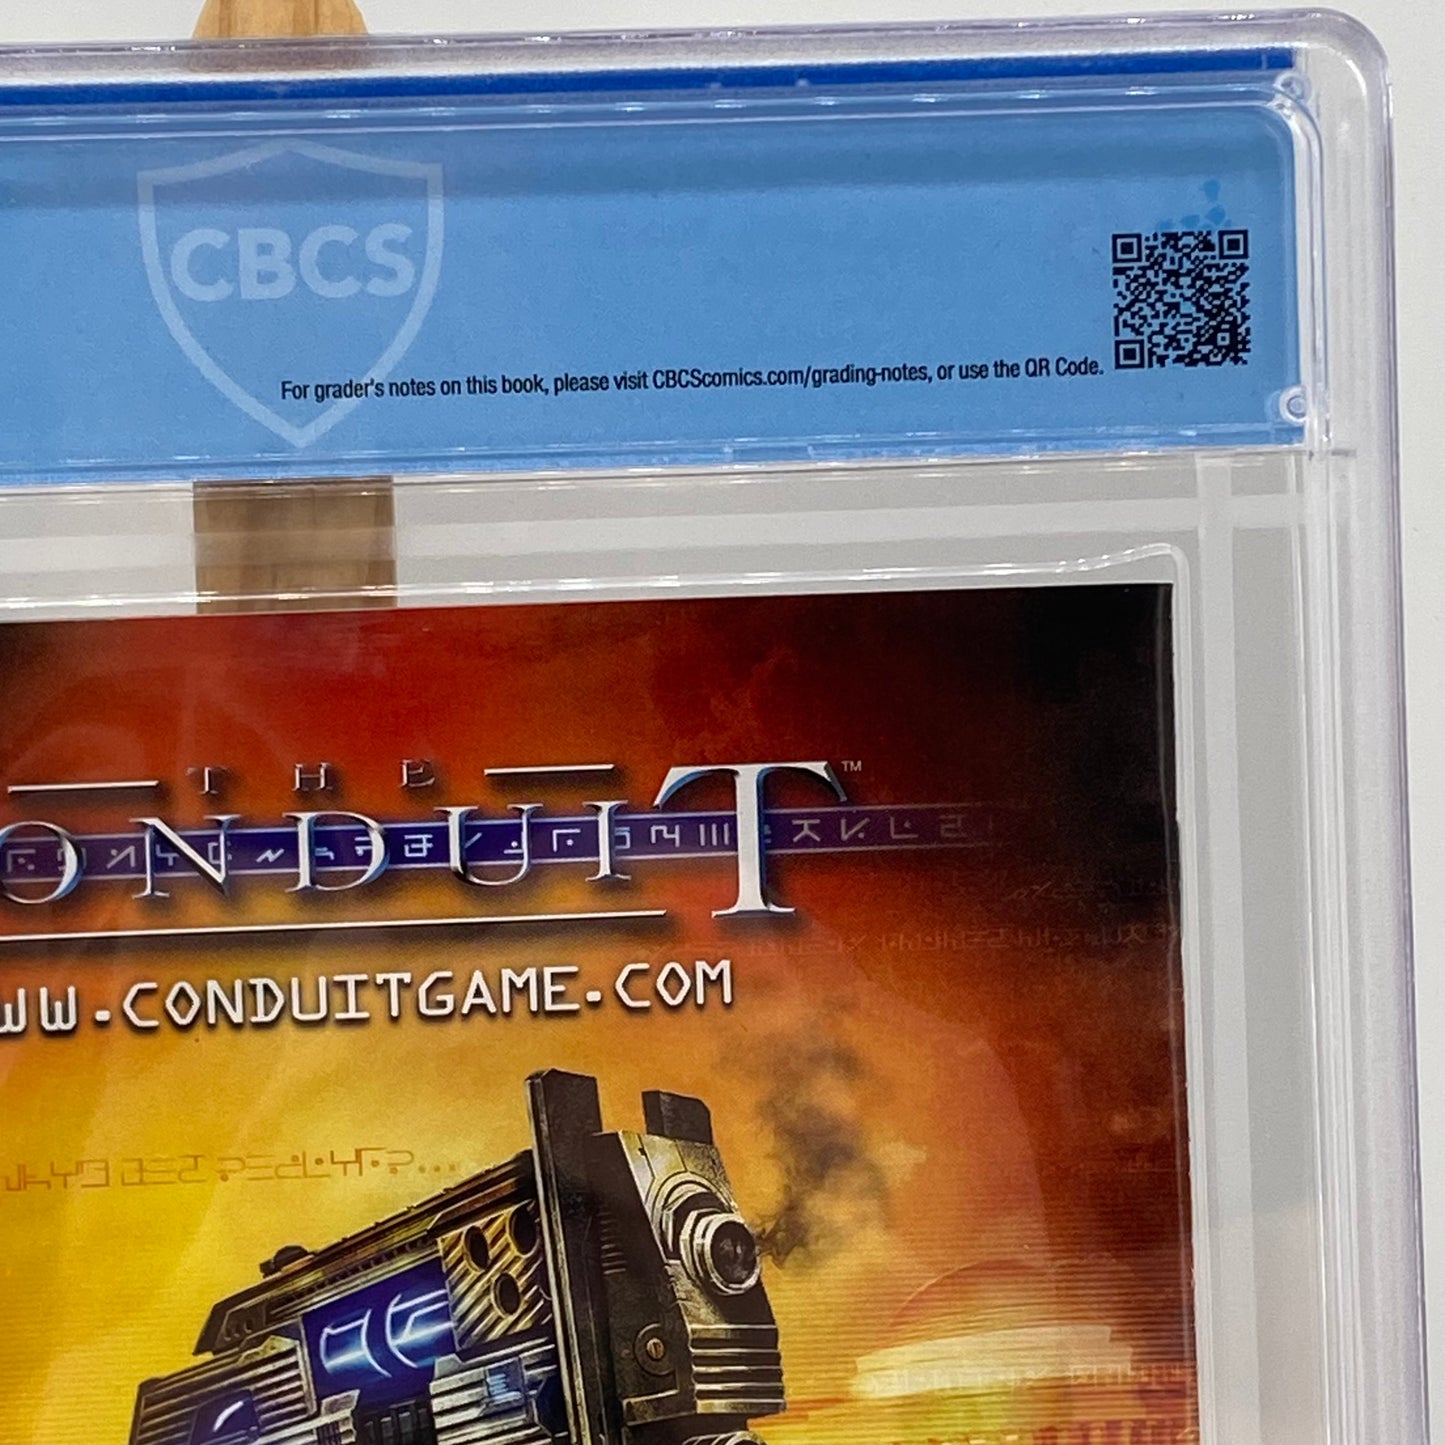 CBCS
For grader's notes on this book, please visit CBCScomics.com/grading-notes, or use the QR Code.
THE
ONDUIT™
WW.CONDUITGAME.COM